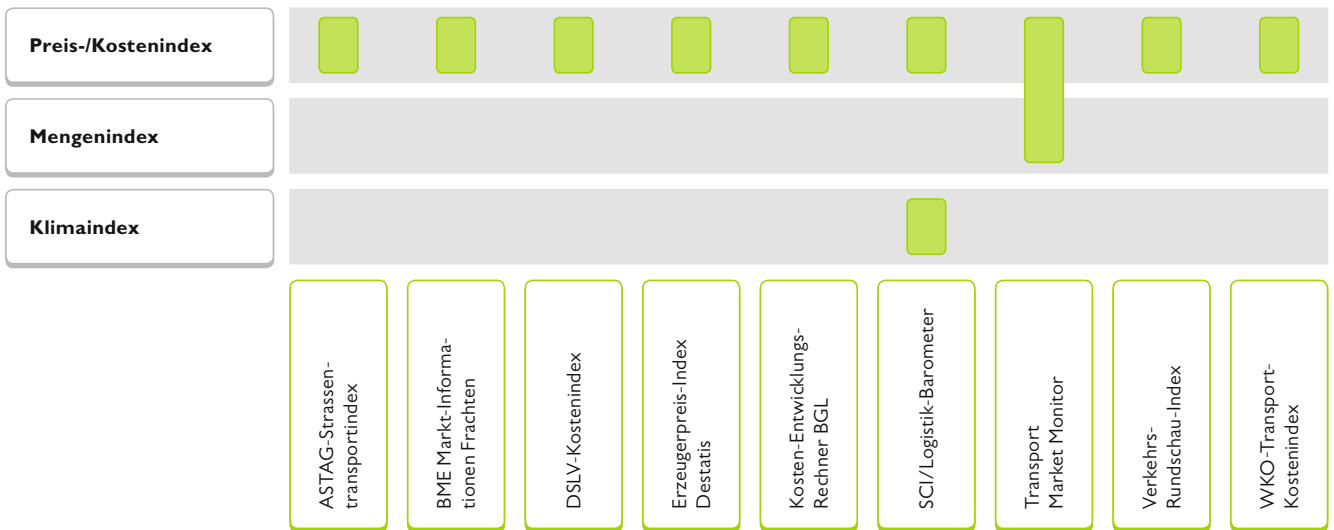 Preis-/Kostenindex
Mengenindex
Klimaindex
ASTAG-Strassen-
transportindex
BME Markt-Informa-
tionen Frachten
DSLV-Kostenindex
Erzeugerpreis-Index
Destatis
Kosten-Entwicklungs-
Rechner BGL
SCI/Logistik-Barometer
Transport
Market Monitor
Verkehrs-
Rundschau-Index
WKO-Transport-
Kostenindex